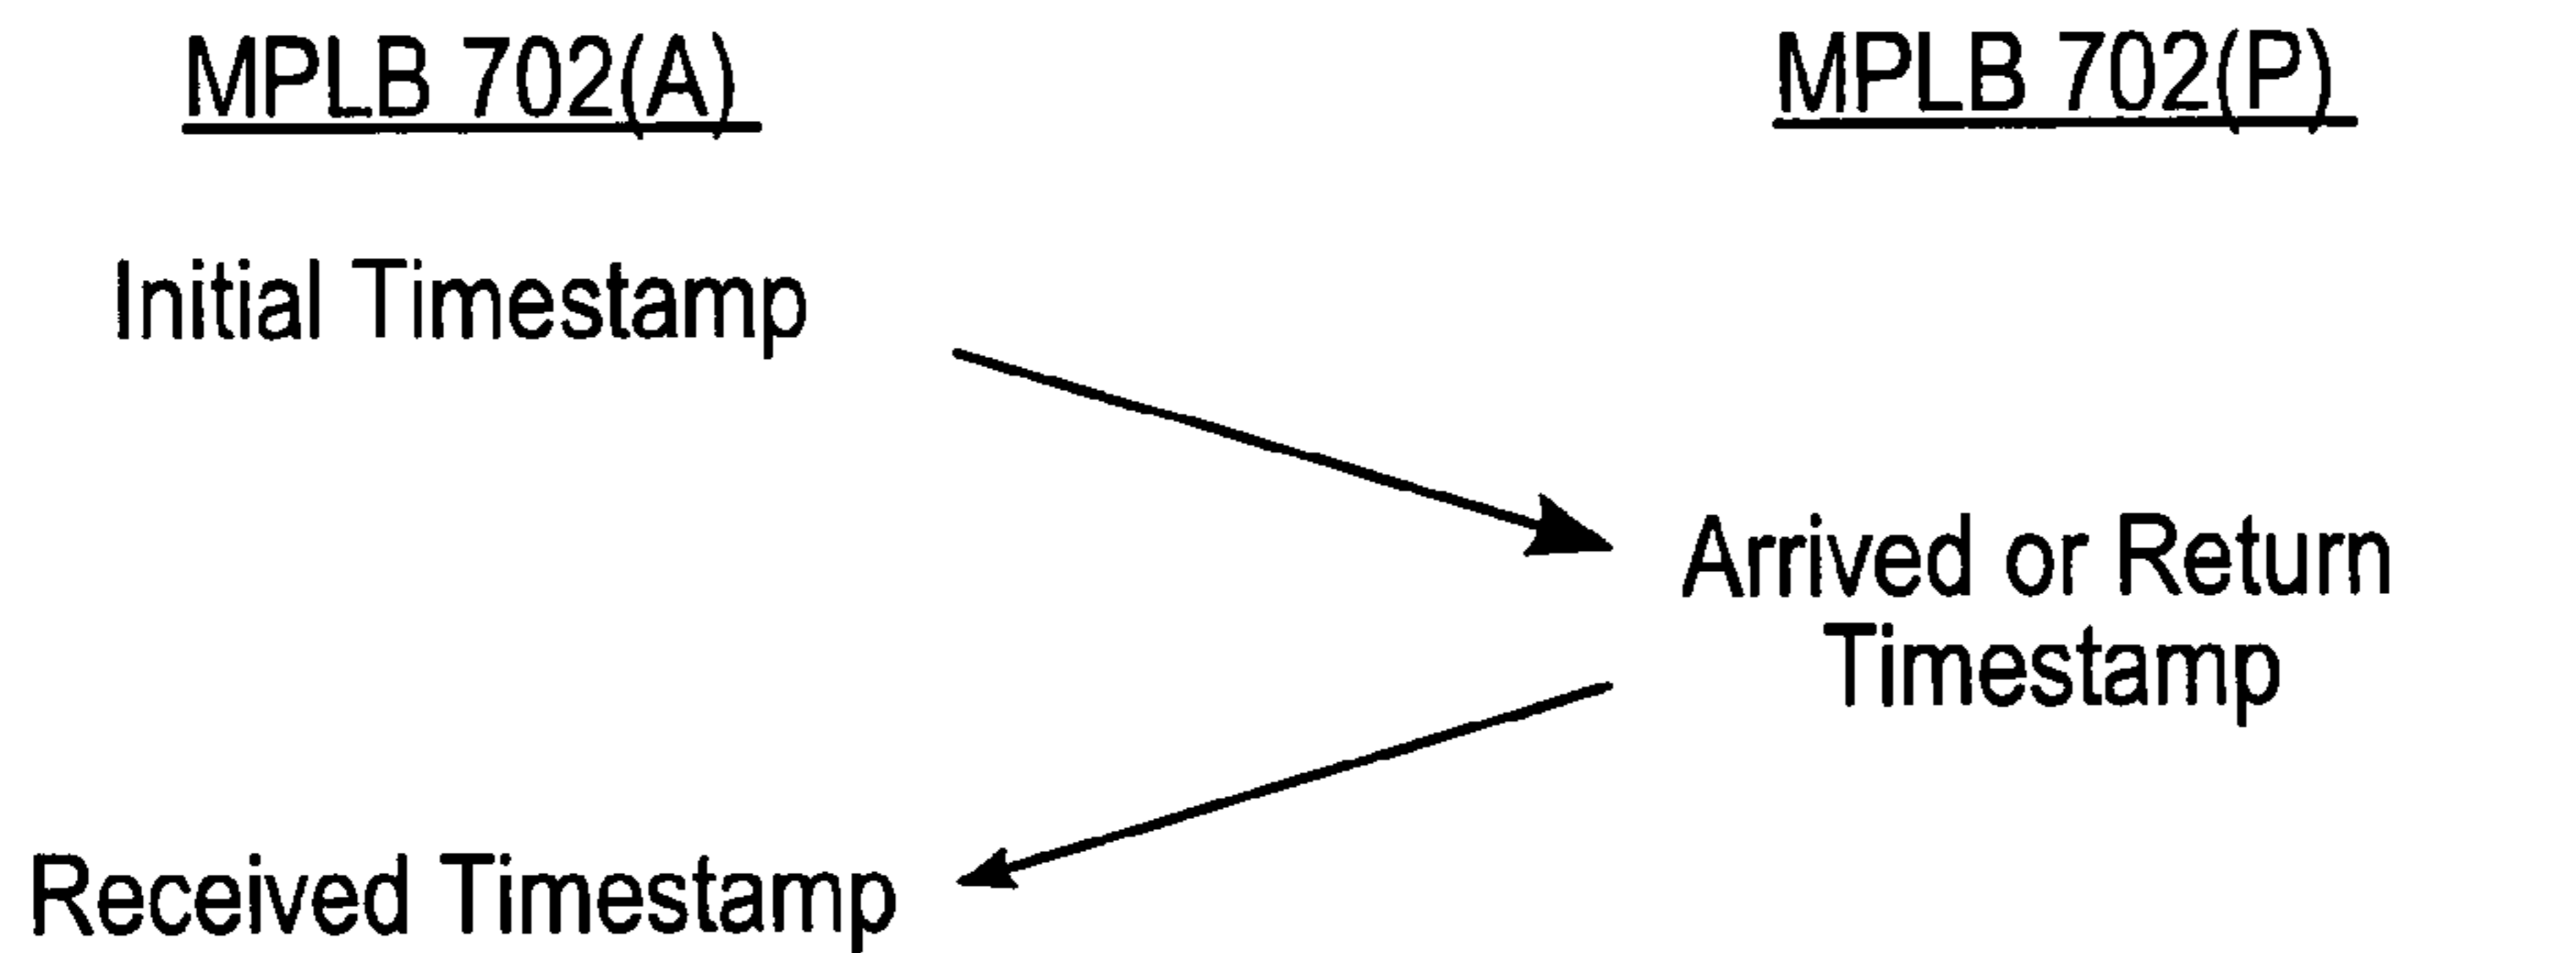 MPLB 702(A)
MPLB 702(P)
Initial Timestamp
Arrived or Return
Timestamp
Received Timestamp